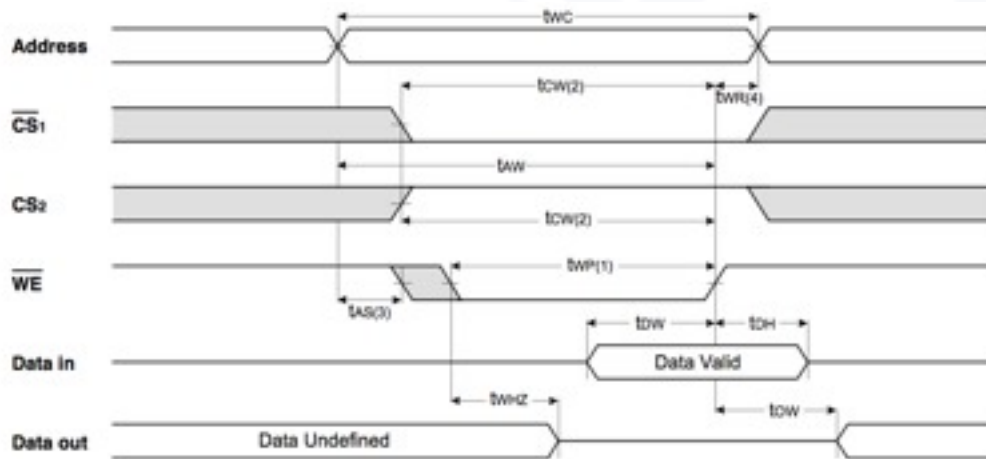 tWC
Address
tCW(2)
tWR(4)
CS1
tAW
CS2
tCW(2)
tWP(1)
WE
tAS(3)
tDW
tDH
Data in
Data Valid
tWHZ
tOW
Data out
Data Undefined